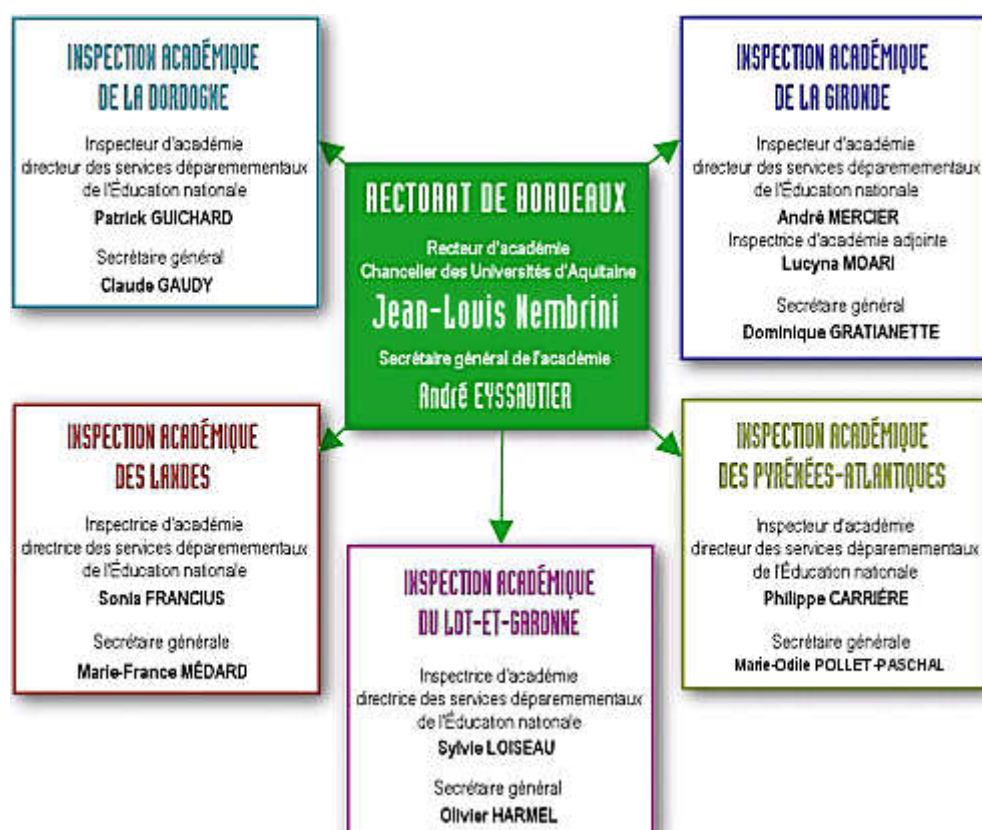 INSPECTION ACADÉMIQUE
DE LA DORDOGNE
Inspecteur d'académie
directeur des services déparemementaux
de l'Éducation nationale
Patrick GUICHARD
Secrétaire général
Claude GAUDY
RECTORAT DE BORDEAUX
Recteur d'académie
Chancelier des Universités d'Aquitaine
Jean-Louis Nembrini
Secrétaire général de l'académie
André EYSSAUTIER
INSPECTION ACADÉMIQUE
DE LA GIRONDE
Inspecteur d'académie
directeur des services déparemementaux
de l'Éducation nationale
André MERCIER
Inspectrice d'académie adjointe
Lucyna MOARI
Secrétaire général
Dominique GRATIANETTE
INSPECTION ACADÉMIQUE
DES LANDES
Inspectrice d'académie
directrice des services déparemementaux
de l'Éducation nationale
Sonia FRANCIUS
Secrétaire générale
Marie-France MÉDARD
INSPECTION ACADÉMIQUE
DU LOT-ET-GARONNE
Inspectrice d'académie
directrice des services déparemementaux
de l'Éducation nationale
Sylvie LOISEAU
Secrétaire général
Olivier HARMEL
INSPECTION ACADÉMIQUE
DES PYRÉNÉES-ATLANTIQUES
Inspecteur d'académie
directeur des services déparemementaux
de l'Éducation nationale
Philippe CARRIÉRE
Secrétaire générale
Marie-Odile POLLET-PASCHAL